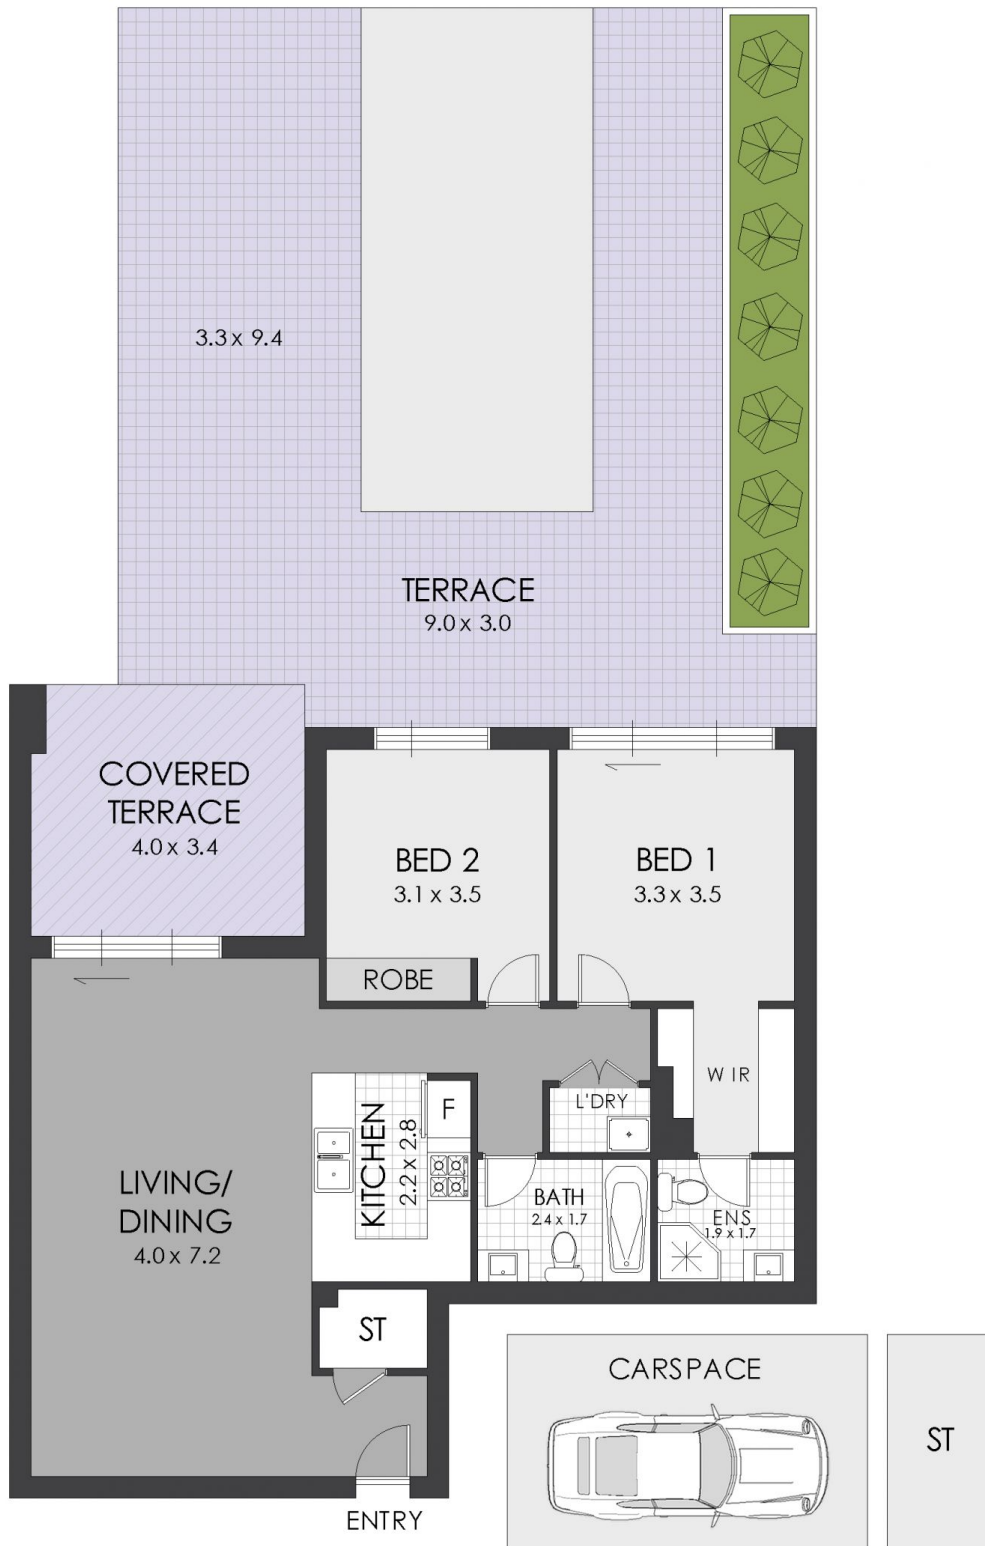 3.3 x 9.4
TERRACE
9.0 x 3.0
COVERED
TERRACE
4.0 x 3.4
BED 2
3.1 x 3.5
BED 1
3.3 x 3.5
ROBE
W IR
L'DRY
F
KITCHEN
2.2 x 2.8
LIVING/
DINING
4.0 x 7.2
BATH
2.4 x 1.7
ENS
1.9 x 1.7
ST
CARSPACE
ST
ENTRY